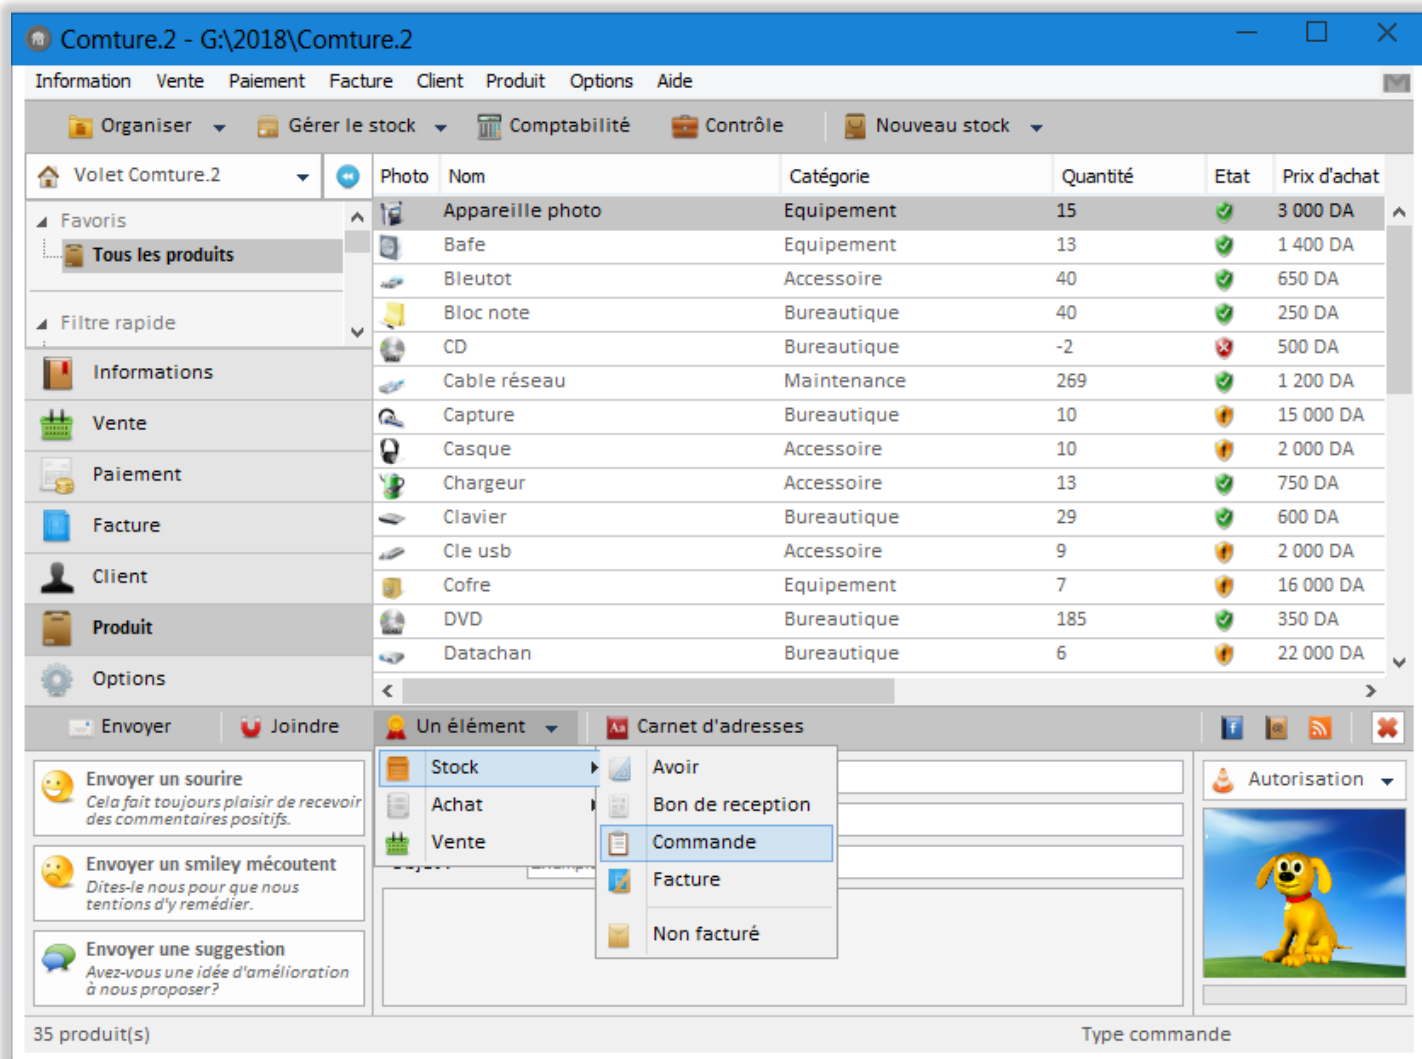 Comture.2 - G:\2018\Comture.2
Information Vente Paiement Facture Client Produit Options Aide
Organiser Gérer le stock Comptabilité Contrôle Nouveau stock
Volet Comture.2
Favoris
Tous les produits
Filtre rapide
Informations
Vente
Paiement
Facture
Client
Produit
Options
Photo Nom Catégorie Quantité Etat Prix d'achat
Appareille photo Equipement 15 3 000 DA
Bafe Equipement 13 1 400 DA
Bleutot Accessoire 40 650 DA
Bloc note Bureautique 40 250 DA
CD Bureautique -2 500 DA
Cable réseau Maintenance 269 1 200 DA
Capture Bureautique 10 15 000 DA
Casque Accessoire 10 2 000 DA
Chargeur Accessoire 13 750 DA
Clavier Bureautique 29 600 DA
Cle usb Accessoire 9 2 000 DA
Cofre Equipement 7 16 000 DA
DVD Bureautique 185 350 DA
Datachan Bureautique 6 22 000 DA
Envoyer Joindre Un élément Carnet d'adresses
Envoyer un sourire
Cela fait toujours plaisir de recevoir
des commentaires positifs.
Envoyer un smiley mécoutent
Dites-le nous pour que nous
tentions d'y remédier.
Envoyer une suggestion
Avez-vous une idée d'amélioration
à nous proposer?
Stock
Achat
Vente
Avoir
Bon de reception
Commande
Facture
Non facturé
Autorisation
35 produit(s) Type commande